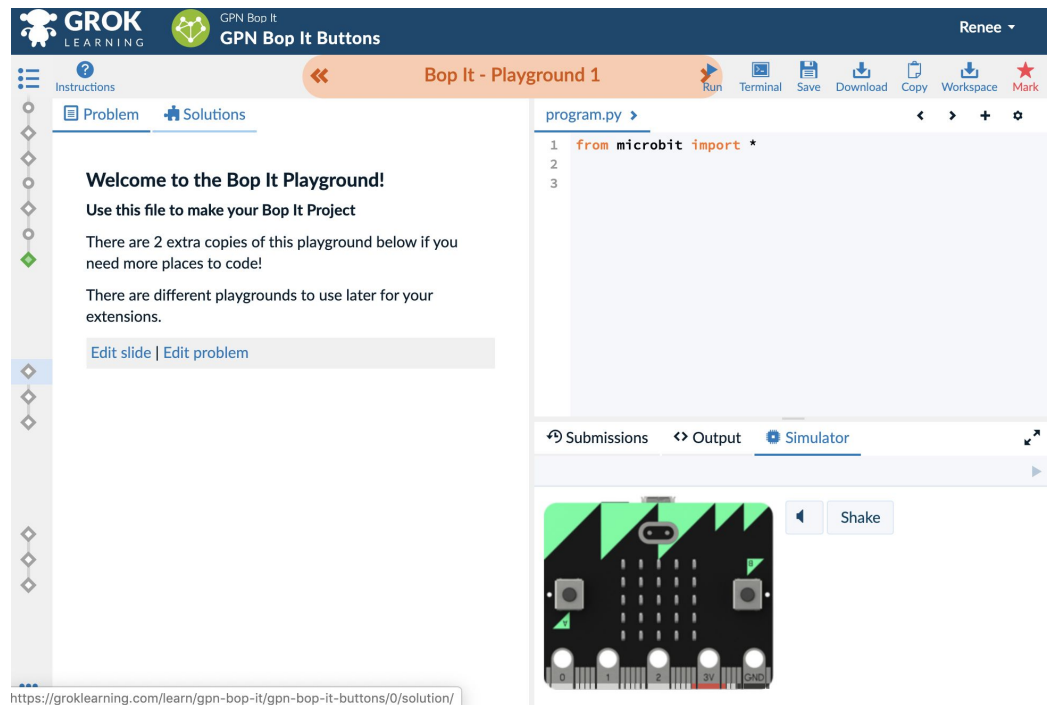 GROK
LEARNING
GPN Bop It
GPN Bop It Buttons
Renee
Instructions
Bop It - Playground 1
Run
Terminal
Save
Download
Copy
Workspace
Mark
Problem
Solutions
program.py
Welcome to the Bop It Playground!
Use this file to make your Bop It Project
There are 2 extra copies of this playground below if you
need more places to code!
There are different playgrounds to use later for your
extensions.
Edit slide | Edit problem
1 from microbit import *
2
3
Submissions
Output
Simulator
Shake
B
A
0 1 2 3V GND
https://groklearning.com/learn/gpn-bop-it/gpn-bop-it-buttons/0/solution/